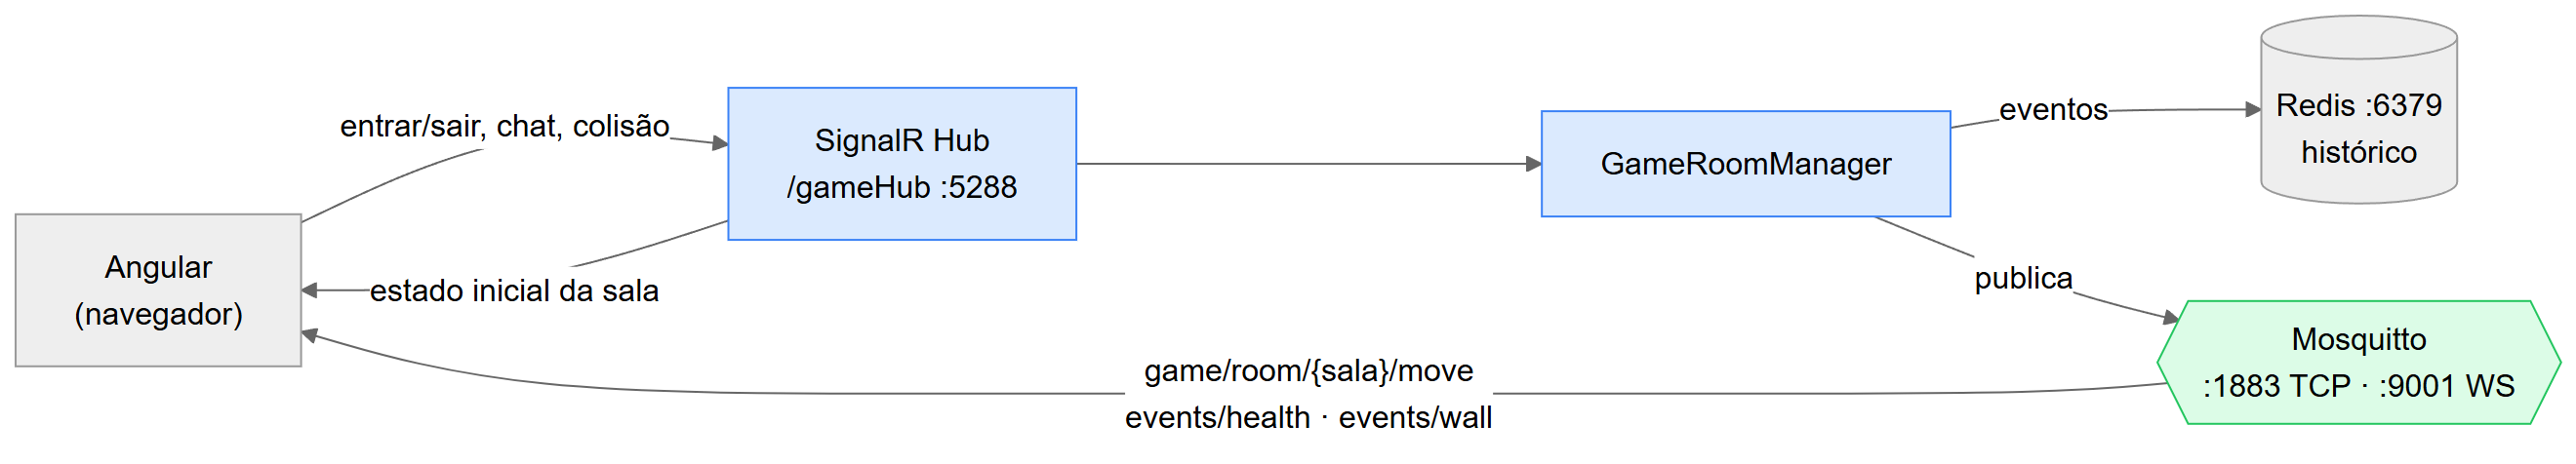 entrar/sair, chat, colisão
SignalR Hub
/gameHub :5288
GameRoomManager
eventos
Redis :6379
histórico
Angular
(navegador)
estado inicial da sala
publica
Mosquitto
:1883 TCP · :9001 WS
game/room/{sala}/move
events/health · events/wall